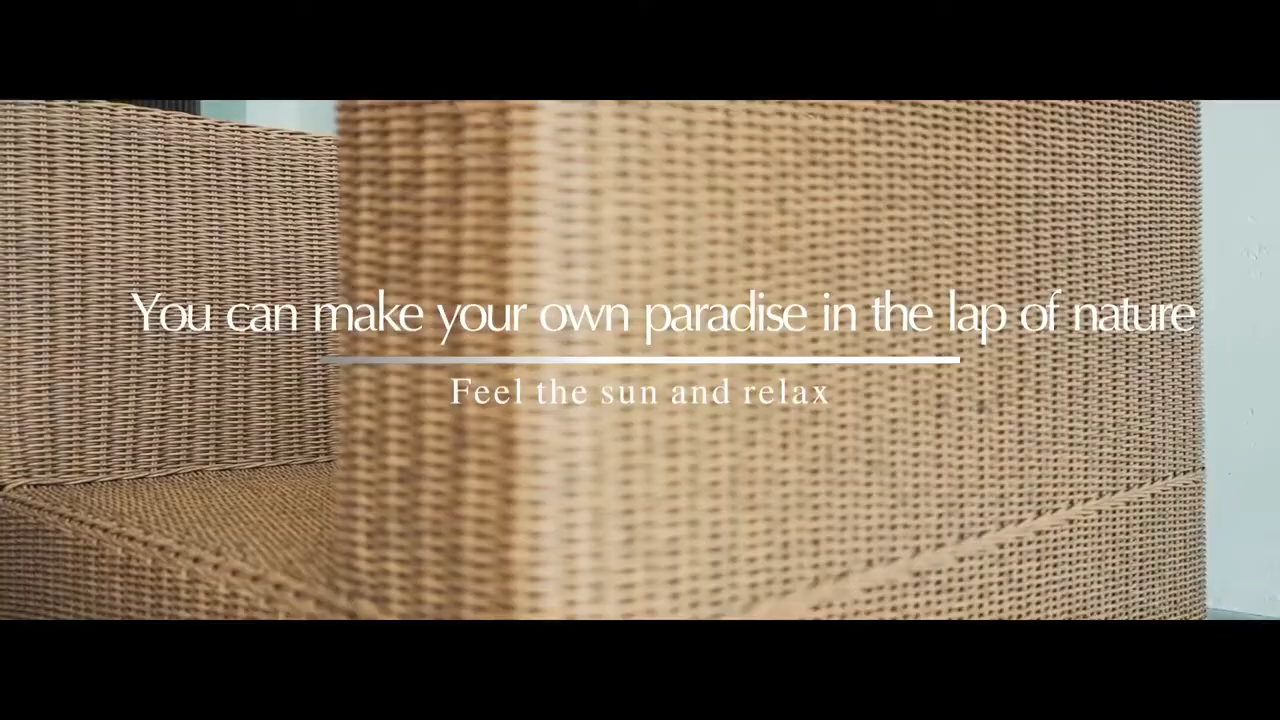 You can make your own paradise in the lap of nature
Feel the sun and relax